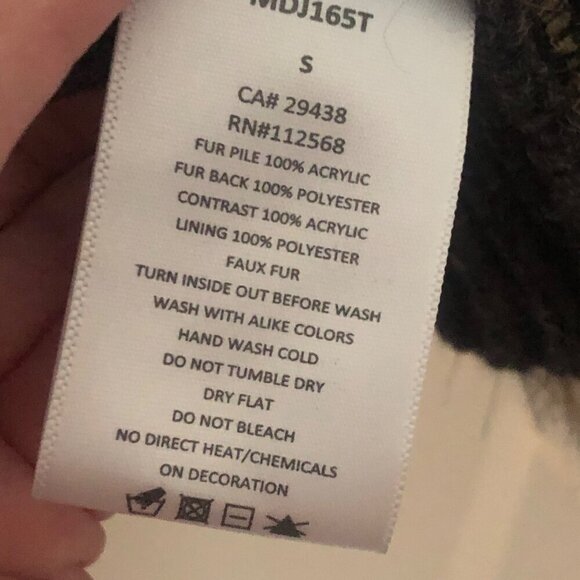 MDJ165T
S
CA# 29438
RN#112568
FUR PILE 100% ACRYLIC
FUR BACK 100% POLYESTER
CONTRAST 100% ACRYLIC
LINING 100% POLYESTER
FAUX FUR
TURN INSIDE OUT BEFORE WASH
WASH WITH ALIKE COLORS
HAND WASH COLD
DO NOT TUMBLE DRY
DRY FLAT
DO NOT BLEACH
NO DIRECT HEAT/CHEMICALS
ON DECORATION